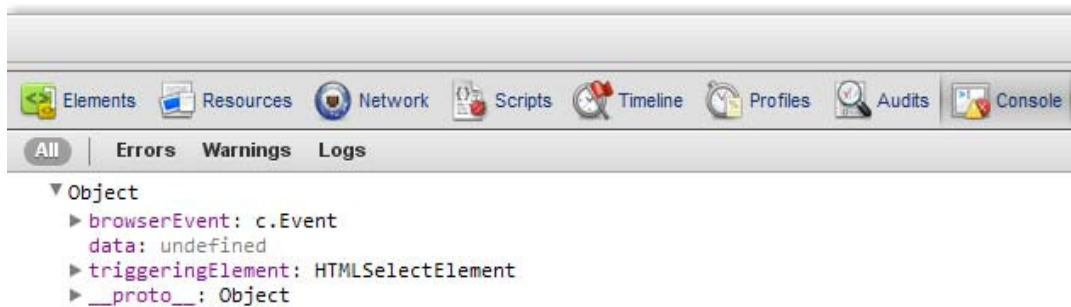 Elements Resources Network Scripts Timeline Profiles Audits Console
All Errors Warnings Logs
▼ Object
▶ browserEvent: c.Event
data: undefined
▶ triggeringElement: HTMLSelectElement
▶ __proto__: Object